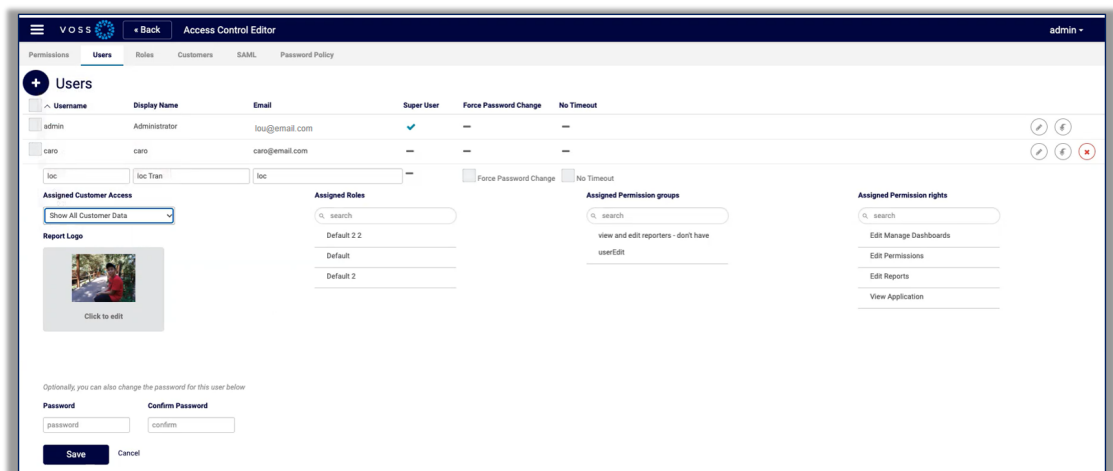 VOSS « Back Access Control Editor admin
Permissions Users Roles Customers SAML Password Policy
+ Users
Username Display Name Email Super User Force Password Change No Timeout
admin Administrator lou@email.com
caro caro caro@email.com
loc loc Tran loc Force Password Change No Timeout
Assigned Customer Access Assigned Roles Assigned Permission groups Assigned Permission rights
Show All Customer Data search search search
Report Logo Default 2 2 view and edit reporters - don't have Edit Manage Dashboards
Default userEdit Edit Permissions
Default 2 Edit Reports
View Application
Click to edit
Optionally, you can also change the password for this user below
Password Confirm Password
password confirm
Save Cancel